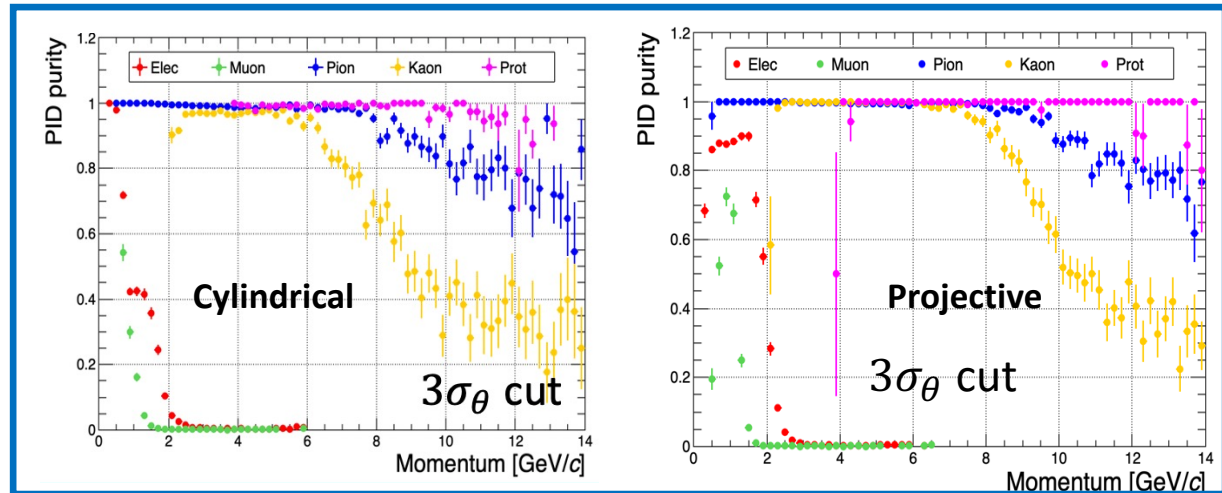 PID purity
1.2
1
0.8
0.6
0.4
0.2
0
Elec Muon Pion Kaon Prot
Cylindrical
3σθ cut
0 2 4 6 8 10 12 14
Momentum [GeV/c]
PID purity
1.2
1
0.8
0.6
0.4
0.2
0
Elec Muon Pion Kaon Prot
Projective
3σθ cut
0 2 4 6 8 10 12 14
Momentum [GeV/c]